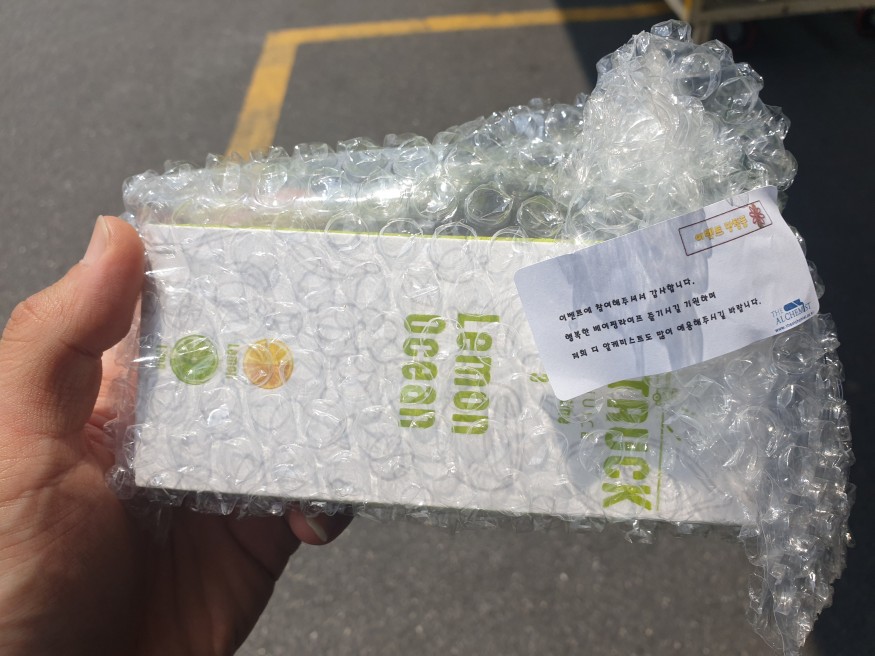 이벤트에 참여해주셔서 감사합니다.
행복한 베이핑라이프 즐기시길 기원하며
저희 디 알케미스트도 많이 애용해주시길 바랍니다.
THE
ALCHEMIST
Lemon
Ocean
TRUCK
Lemon